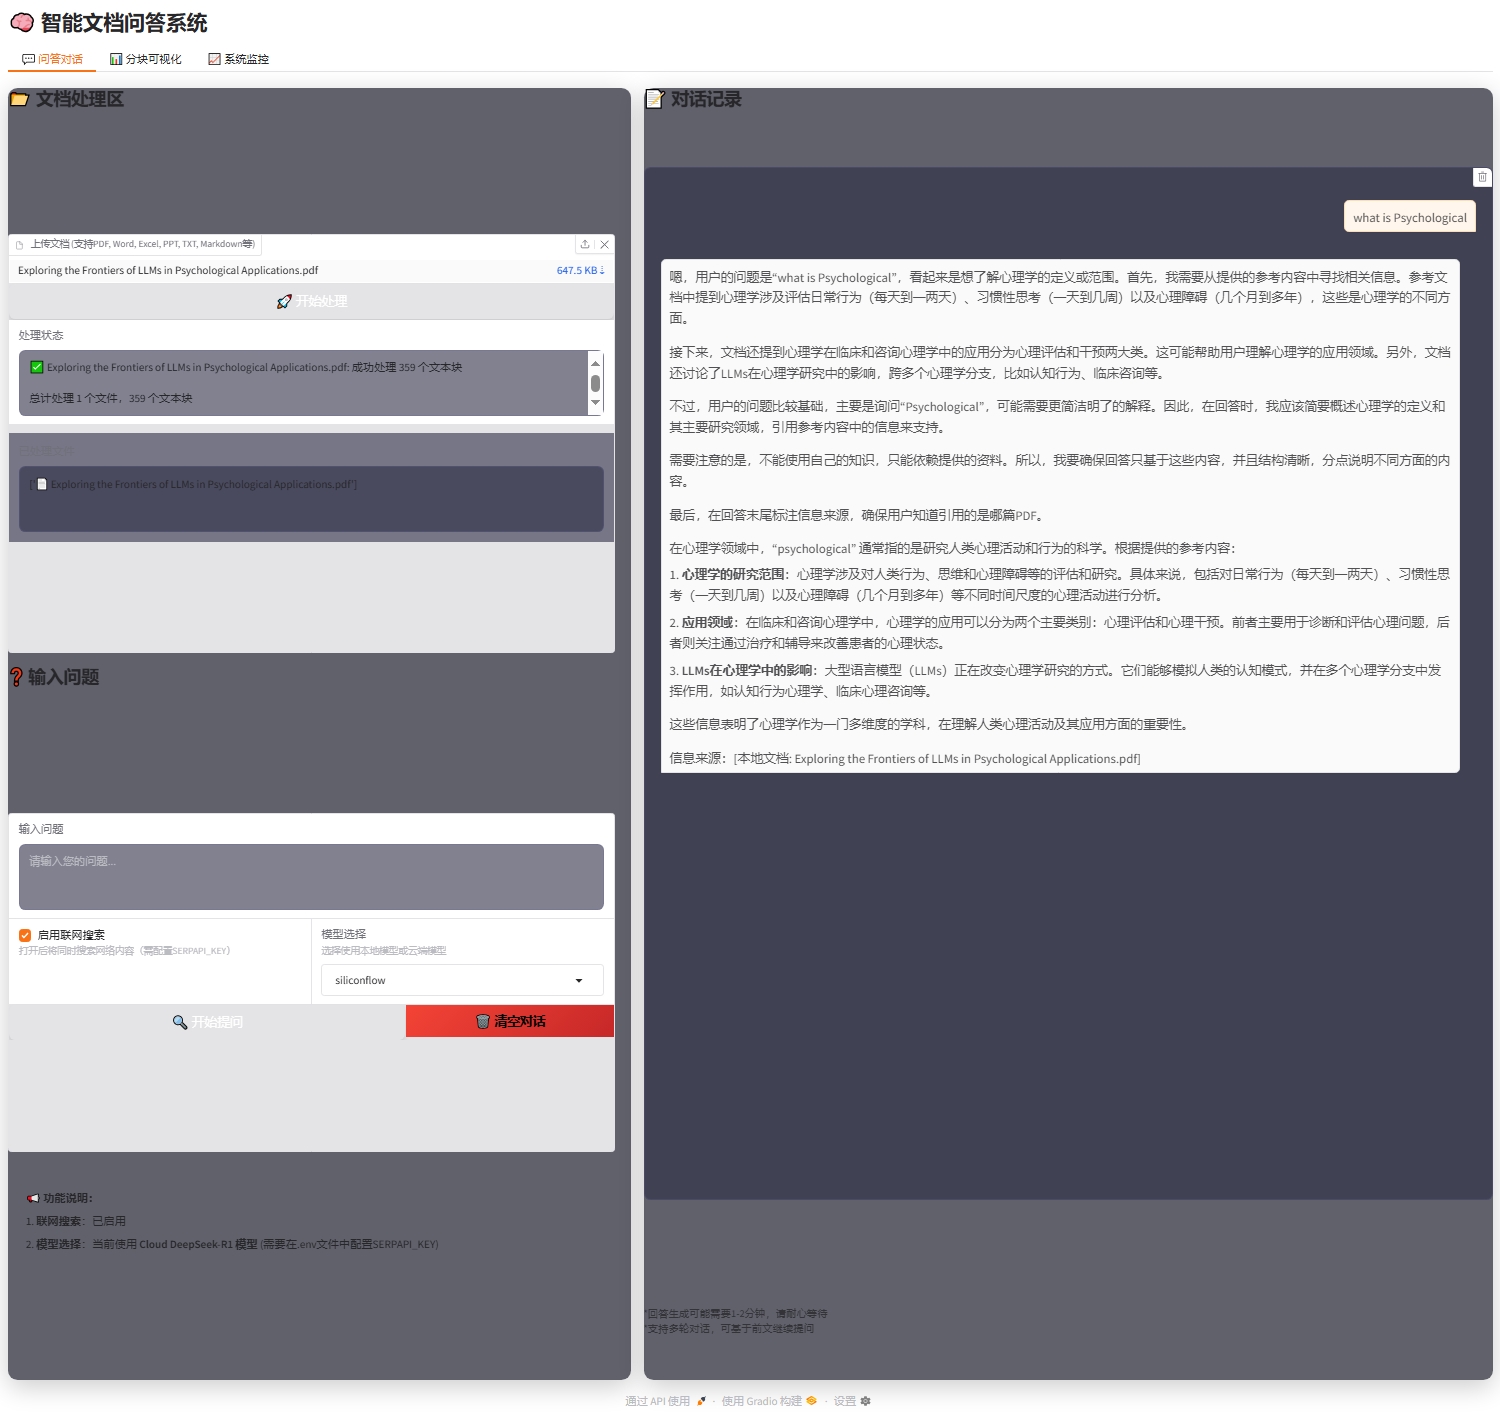 智能文档问答系统
问答对话
分块可视化
系统监控
文档处理区
上传文档 (支持PDF, Word, Excel, PPT, TXT, Markdown等)
Exploring the Frontiers of LLMs in Psychological Applications.pdf
647.5 KB⇣
开始处理
处理状态
✅ Exploring the Frontiers of LLMs in Psychological Applications.pdf: 成功处理 359 个文本块
总计处理 1 个文件，359 个文本块
已处理文件
['📄 Exploring the Frontiers of LLMs in Psychological Applications.pdf']
输入问题
输入问题
请输入您的问题...
启用联网搜索
打开后将同时搜索网络内容（需配置SERPAPI_KEY）
模型选择
选择使用本地模型或云端模型
siliconflow
开始提问
清空对话
功能说明：
1. 联网搜索：已启用
2. 模型选择：当前使用 Cloud DeepSeek-R1 模型 (需要在.env文件中配置SERPAPI_KEY)
对话记录
what is Psychological
嗯，用户的问题是“what is Psychological”，看起来是想了解心理学的定义或范围。首先，我需要从提供的参考内容中寻找相关信息。参考文
档中提到心理学涉及评估日常行为（每天到一两天）、习惯性思考（一天到几周）以及心理障碍（几个月到多年），这些是心理学的不同方
面。
接下来，文档还提到心理学在临床和咨询心理学中的应用分为心理评估和干预两大类。这可能帮助用户理解心理学的应用领域。另外，文档
还讨论了LLMs在心理学研究中的影响，跨多个心理学分支，比如认知行为、临床咨询等。
不过，用户的问题比较基础，主要是询问“Psychological”，可能需要更简洁明了的解释。因此，在回答时，我应该简要概述心理学的定义和
其主要研究领域，引用参考内容中的信息来支持。
需要注意的是，不能使用自己的知识，只能依赖提供的资料。所以，我要确保回答只基于这些内容，并且结构清晰，分点说明不同方面的内
容。
最后，在回答末尾标注信息来源，确保用户知道引用的是哪篇PDF。
在心理学领域中，“psychological” 通常指的是研究人类心理活动和行为的科学。根据提供的参考内容：
1. 心理学的研究范围：心理学涉及对人类行为、思维和心理障碍等的评估和研究。具体来说，包括对日常行为（每天到一两天）、习惯性思
考（一天到几周）以及心理障碍（几个月到多年）等不同时间尺度的心理活动进行分析。
2. 应用领域：在临床和咨询心理学中，心理学的应用可以分为两个主要类别：心理评估和心理干预。前者主要用于诊断和评估心理问题，后
者则关注通过治疗和辅导来改善患者的心理状态。
3. LLMs在心理学中的影响：大型语言模型（LLMs）正在改变心理学研究的方式。它们能够模拟人类的认知模式，并在多个心理学分支中发
挥作用，如认知行为心理学、临床心理咨询等。
这些信息表明了心理学作为一门多维度的学科，在理解人类心理活动及其应用方面的重要性。
信息来源：[本地文档: Exploring the Frontiers of LLMs in Psychological Applications.pdf]
*回答生成可能需要1-2分钟，请耐心等待
*支持多轮对话，可基于前文继续提问
通过 API 使用 · 使用 Gradio 构建 · 设置